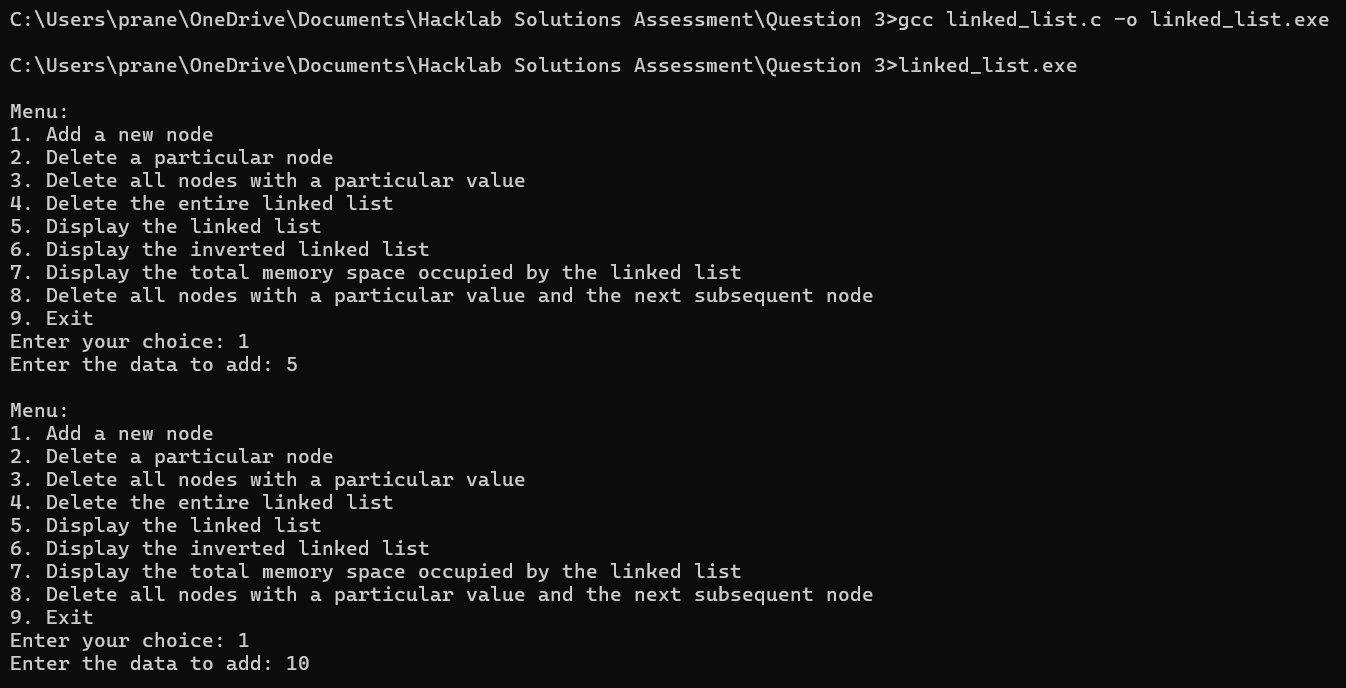 C:\Users\prane\OneDrive\Documents\Hacklab Solutions Assessment\Question 3>gcc linked_list.c -o linked_list.exe
C:\Users\prane\OneDrive\Documents\Hacklab Solutions Assessment\Question 3>linked_list.exe
Menu:
1. Add a new node
2. Delete a particular node
3. Delete all nodes with a particular value
4. Delete the entire linked list
5. Display the linked list
6. Display the inverted linked list
7. Display the total memory space occupied by the linked list
8. Delete all nodes with a particular value and the next subsequent node
9. Exit
Enter your choice: 1
Enter the data to add: 5
Menu:
1. Add a new node
2. Delete a particular node
3. Delete all nodes with a particular value
4. Delete the entire linked list
5. Display the linked list
6. Display the inverted linked list
7. Display the total memory space occupied by the linked list
8. Delete all nodes with a particular value and the next subsequent node
9. Exit
Enter your choice: 1
Enter the data to add: 10